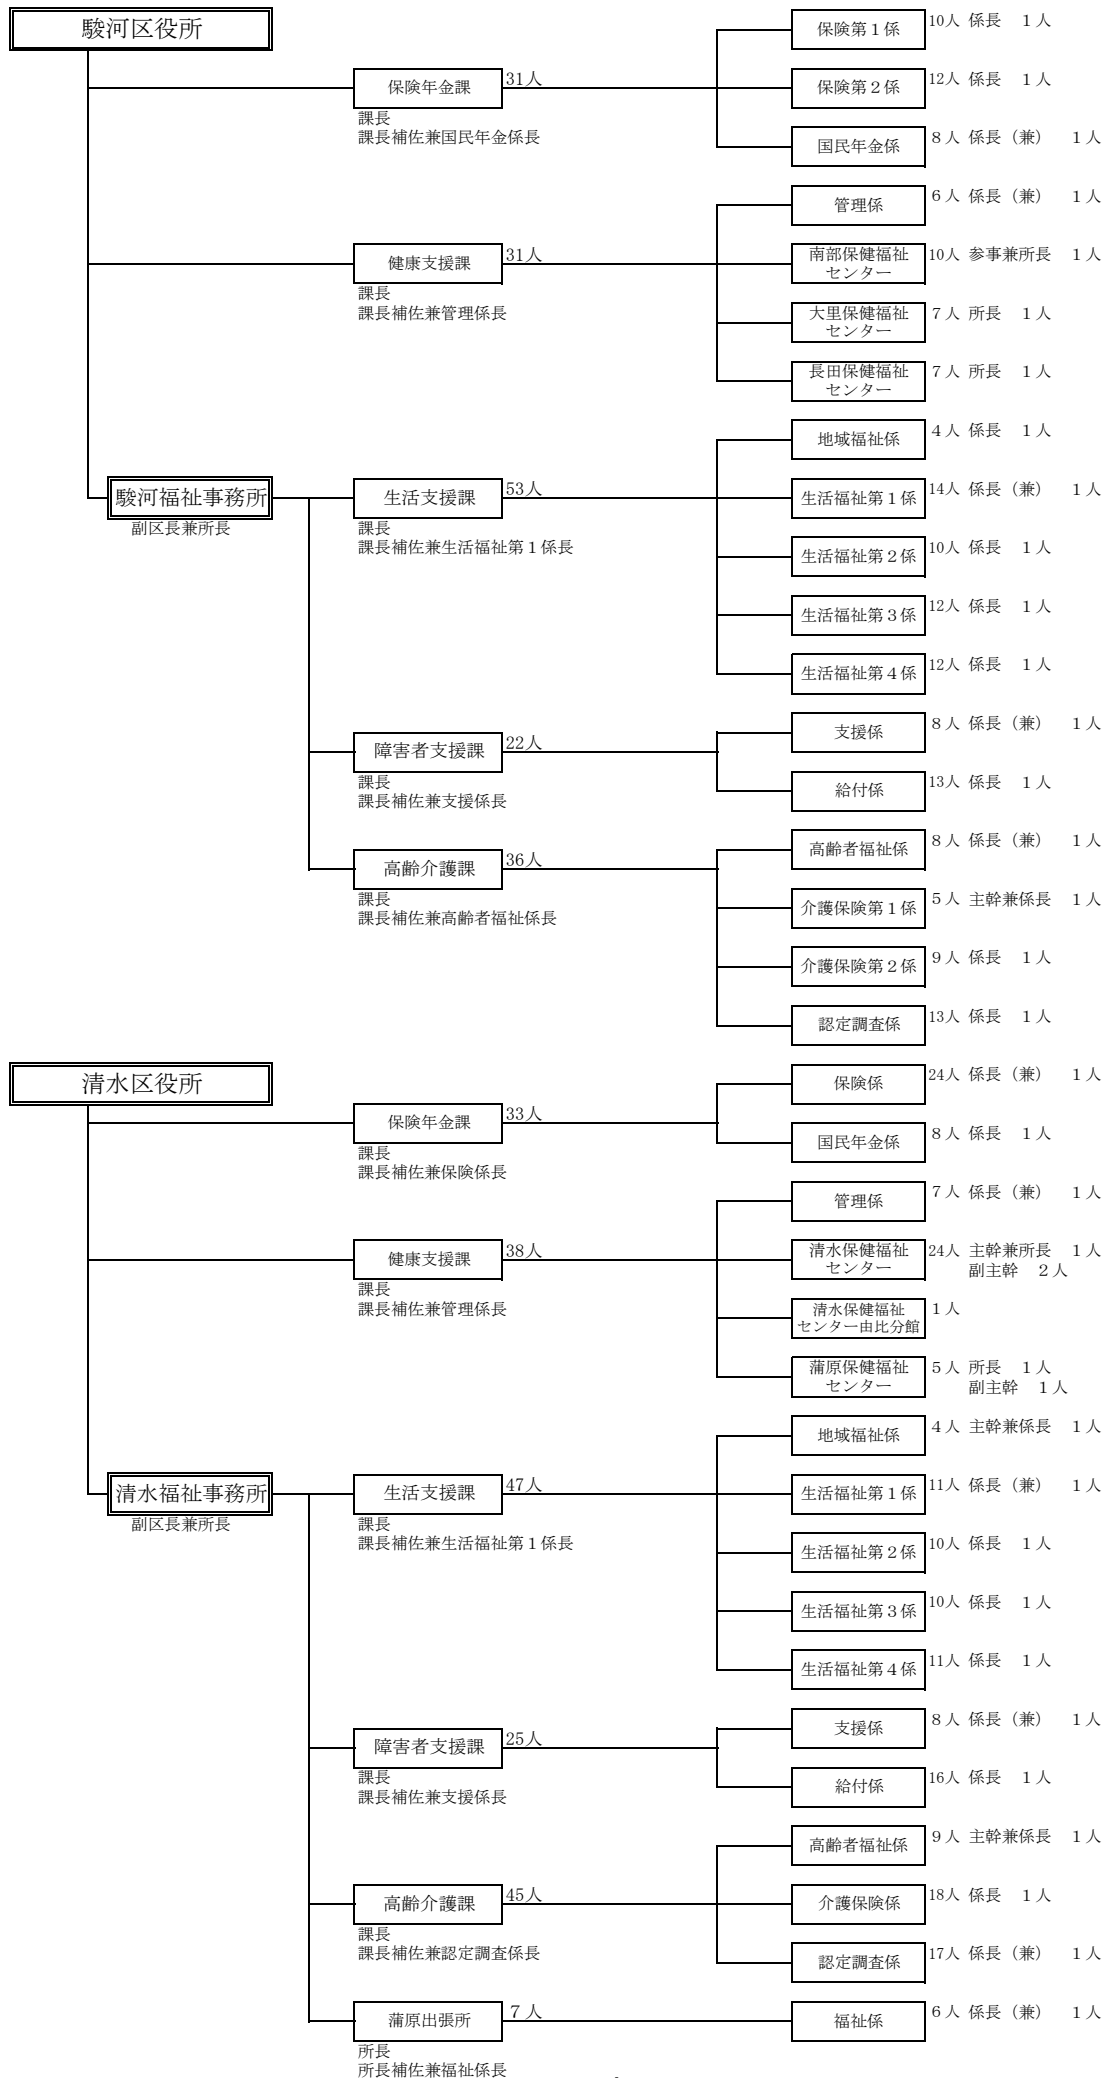 駿河区役所
保険第１係
10人 係長　１人
保険年金課
31人
保険第２係
12人 係長　１人
課長
課長補佐兼国民年金係長
国民年金係
８人 係長（兼）　１人
管理係
６人 係長（兼）　１人
健康支援課
31人
南部保健福祉
センター
10人 参事兼所長　１人
課長
課長補佐兼管理係長
大里保健福祉
センター
７人 所長　１人
長田保健福祉
センター
７人 所長　１人
地域福祉係
４人 係長　１人
駿河福祉事務所
副区長兼所長
生活支援課
53人
生活福祉第１係
14人 係長（兼）　１人
課長
課長補佐兼生活福祉第１係長
生活福祉第２係
10人 係長　１人
生活福祉第３係
12人 係長　１人
生活福祉第４係
12人 係長　１人
支援係
８人 係長（兼）　１人
障害者支援課
22人
課長
課長補佐兼支援係長
給付係
13人 係長　１人
高齢者福祉係
８人 係長（兼）　１人
高齢介護課
36人
課長
課長補佐兼高齢者福祉係長
介護保険第１係
５人 主幹兼係長　１人
介護保険第２係
９人 係長　１人
認定調査係
13人 係長　１人
清水区役所
保険係
24人 係長（兼）　１人
保険年金課
33人
課長
課長補佐兼保険係長
国民年金係
８人 係長　１人
管理係
７人 係長（兼）　１人
健康支援課
38人
課長
課長補佐兼管理係長
清水保健福祉
センター
24人 主幹兼所長　１人
副主幹　２人
清水保健福祉
センター由比分館
１人
蒲原保健福祉
センター
５人 所長　１人
副主幹　１人
地域福祉係
４人 主幹兼係長　１人
清水福祉事務所
副区長兼所長
生活支援課
47人
生活福祉第１係
11人 係長（兼）　１人
課長
課長補佐兼生活福祉第１係長
生活福祉第２係
10人 係長　１人
生活福祉第３係
10人 係長　１人
生活福祉第４係
11人 係長　１人
支援係
８人 係長（兼）　１人
障害者支援課
25人
課長
課長補佐兼支援係長
給付係
16人 係長　１人
高齢者福祉係
９人 主幹兼係長　１人
高齢介護課
45人
介護保険係
18人 係長　１人
課長
課長補佐兼認定調査係長
認定調査係
17人 係長（兼）　１人
蒲原出張所
７人
福祉係
６人 係長（兼）　１人
所長
所長補佐兼福祉係長